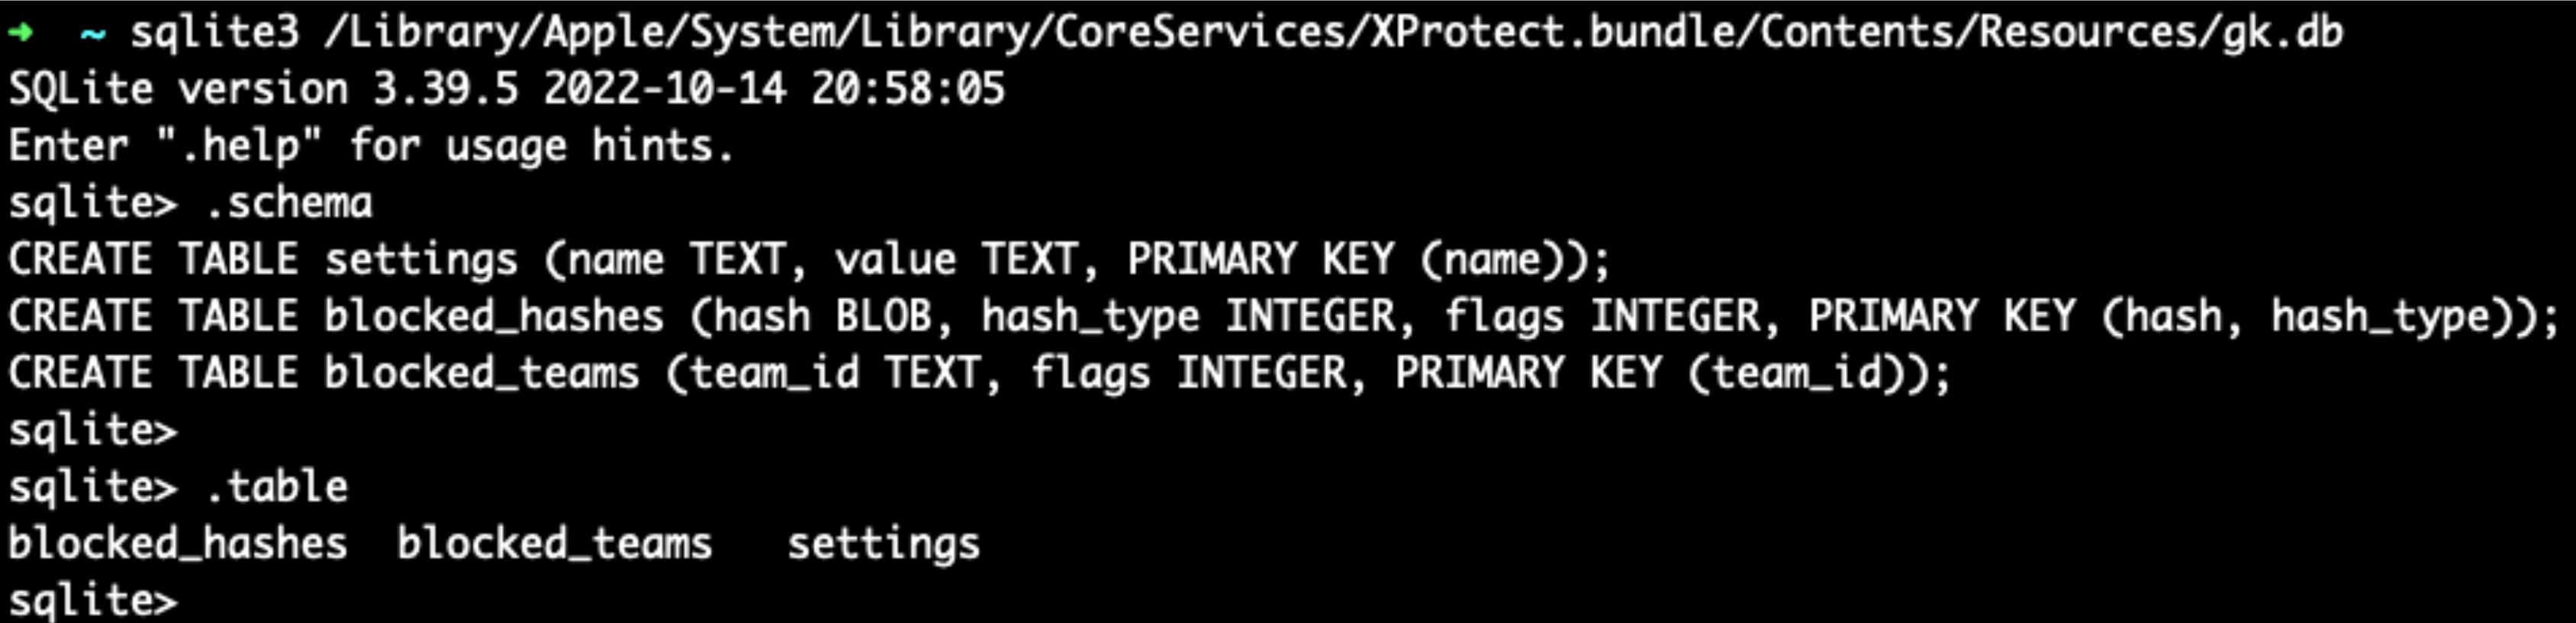 ➜  ~ sqlite3 /Library/Apple/System/Library/CoreServices/XProtect.bundle/Contents/Resources/gk.db
SQLite version 3.39.5 2022-10-14 20:58:05
Enter ".help" for usage hints.
sqlite> .schema
CREATE TABLE settings (name TEXT, value TEXT, PRIMARY KEY (name));
CREATE TABLE blocked_hashes (hash BLOB, hash_type INTEGER, flags INTEGER, PRIMARY KEY (hash, hash_type));
CREATE TABLE blocked_teams (team_id TEXT, flags INTEGER, PRIMARY KEY (team_id));
sqlite>
sqlite> .table
blocked_hashes  blocked_teams   settings
sqlite>